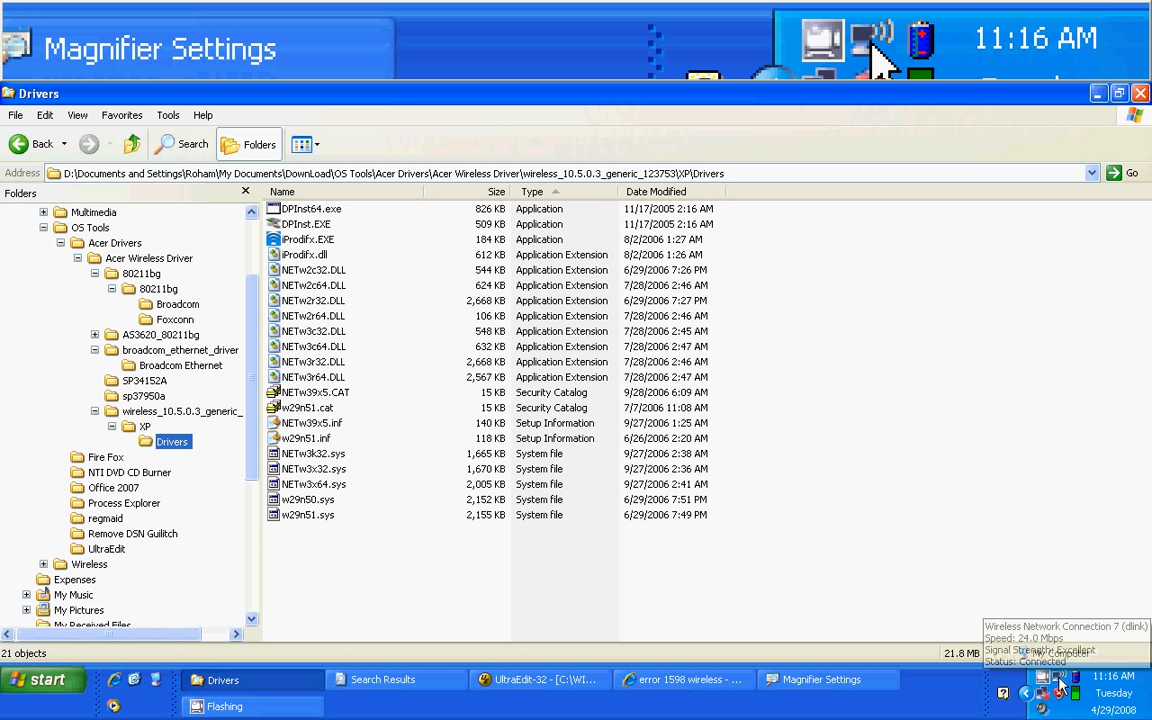 Magnifier Settings
11:16 AM
Drivers
File Edit View Favorites Tools Help
Back Search Folders
Address D:\Documents and Settings\Roham\My Documents\DownLoad\OS Tools\Acer Drivers\Acer Wireless Driver\wireless_10.5.0.3_generic_123753\XP\Drivers Go
Folders
Name Size Type Date Modified
Multimedia
OS Tools
Acer Drivers
Acer Wireless Driver
80211bg
80211bg
Broadcom
Foxconn
AS3620_80211bg
broadcom_ethernet_driver
Broadcom Ethernet
SP34152A
sp37950a
wireless_10.5.0.3_generic_
XP
Drivers
Fire Fox
NTI DVD CD Burner
Office 2007
Process Explorer
regmaid
Remove DSN Guilitch
UltraEdit
Wireless
Expenses
My Music
My Pictures
My Received Files
DPInst64.exe 826 KB Application 11/17/2005 2:16 AM
DPInst.EXE 509 KB Application 11/17/2005 2:16 AM
iProdifx.EXE 184 KB Application 8/2/2006 1:27 AM
iProdifx.dll 612 KB Application Extension 8/2/2006 1:26 AM
NETw2c32.DLL 544 KB Application Extension 6/29/2006 7:26 PM
NETw2c64.DLL 624 KB Application Extension 7/28/2006 2:46 AM
NETw2r32.DLL 2,668 KB Application Extension 6/29/2006 7:27 PM
NETw2r64.DLL 106 KB Application Extension 7/28/2006 2:46 AM
NETw3c32.DLL 548 KB Application Extension 7/28/2006 2:45 AM
NETw3c64.DLL 632 KB Application Extension 7/28/2006 2:47 AM
NETw3r32.DLL 2,668 KB Application Extension 7/28/2006 2:46 AM
NETw3r64.DLL 2,567 KB Application Extension 7/28/2006 2:47 AM
NETw39x5.CAT 15 KB Security Catalog 9/28/2006 6:09 AM
w29n51.cat 15 KB Security Catalog 7/7/2006 11:08 AM
NETw39x5.inf 140 KB Setup Information 9/27/2006 1:25 AM
w29n51.inf 118 KB Setup Information 6/26/2006 2:20 AM
NETw3k32.sys 1,665 KB System file 9/27/2006 2:38 AM
NETw3x32.sys 1,670 KB System file 9/27/2006 2:36 AM
NETw3x64.sys 2,005 KB System file 9/27/2006 2:41 AM
w29n50.sys 2,152 KB System file 6/29/2006 7:51 PM
w29n51.sys 2,155 KB System file 6/29/2006 7:49 PM
Wireless Network Connection 7 (dlink)
Speed: 24.0 Mbps
Signal Strength: Excellent
Status: Connected
21 objects 21.8 MB My Computer
start Drivers Search Results UltraEdit-32 - [C:\WI... error 1598 wireless - ... Magnifier Settings 11:16 AM
Tuesday
Flashing 4/29/2008